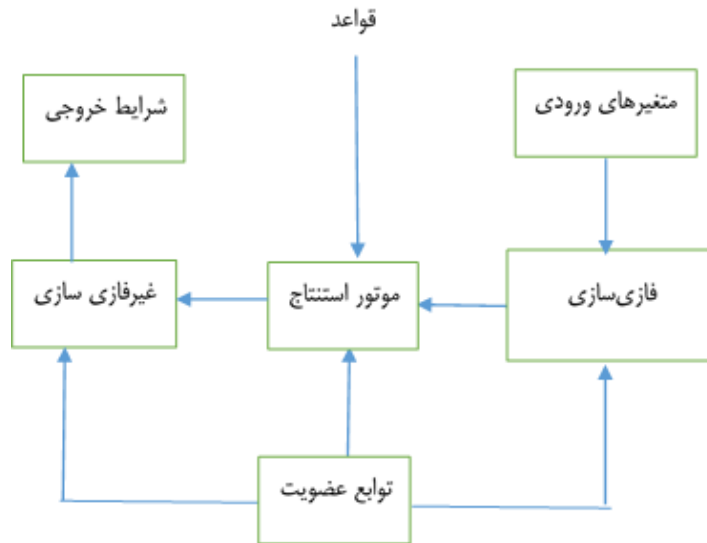 قواعد
متغیرهای ورودی
شرایط خروجی
فازی‌سازی
موتور استنتاج
غیرفازی سازی
توابع عضویت